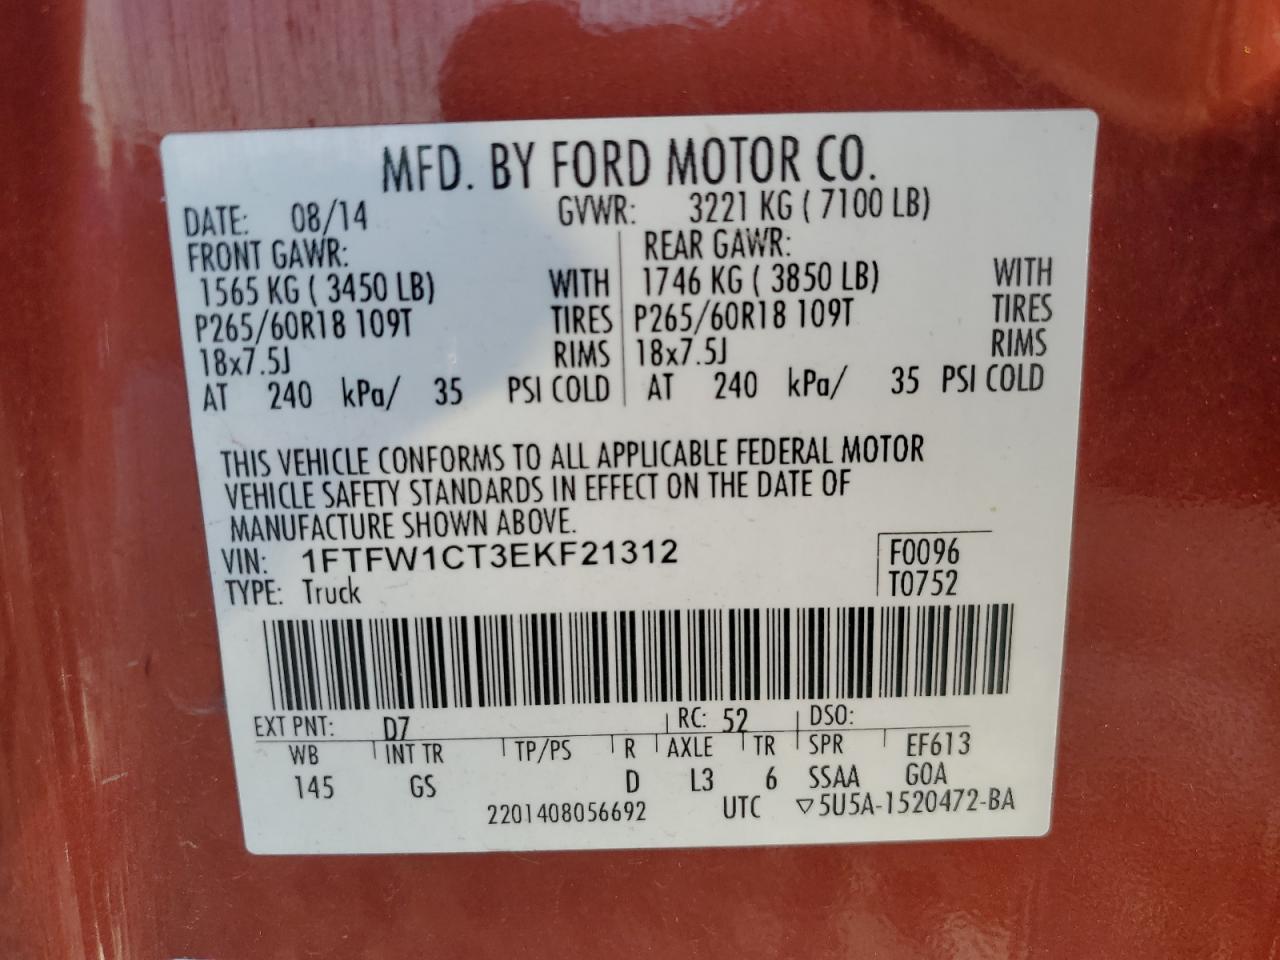 MFD. BY FORD MOTOR CO.
DATE: 08/14 GVWR: 3221 KG ( 7100 LB)
FRONT GAWR: REAR GAWR:
1565 KG ( 3450 LB) WITH 1746 KG ( 3850 LB) WITH
P265/60R18 109T TIRES P265/60R18 109T TIRES
18x7.5J RIMS 18x7.5J RIMS
AT 240 kPa/ 35 PSI COLD AT 240 kPa/ 35 PSI COLD
THIS VEHICLE CONFORMS TO ALL APPLICABLE FEDERAL MOTOR
VEHICLE SAFETY STANDARDS IN EFFECT ON THE DATE OF
MANUFACTURE SHOWN ABOVE.
VIN: 1FTFW1CT3EKF21312 F0096
TYPE: Truck T0752
EXT PNT: D7 RC: 52 DSO:
WB INT TR TP/PS R AXLE TR SPR EF613
145 GS D L3 6 SSAA GOA
2201408056692 UTC ▽5U5A-1520472-BA